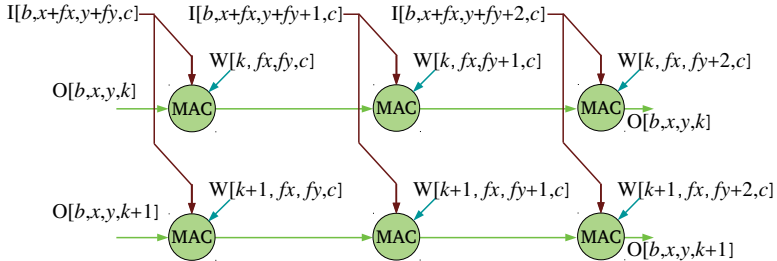 I[b,x+fx,y+fy,c] I[b,x+fx,y+fy+1,c] I[b,x+fx,y+fy+2,c]
W[k, fx,fy,c] W[k, fx,fy+1,c] W[k, fx, fy+2,c]
O[b,x,y,k] MAC MAC MAC
O[b,x,y,k]
W[k+1, fx, fy,c] W[k+1, fx, fy+1,c] W[k+1, fx, fy+2,c]
O[b,x,y,k+1] MAC MAC MAC
O[b,x,y,k+1]